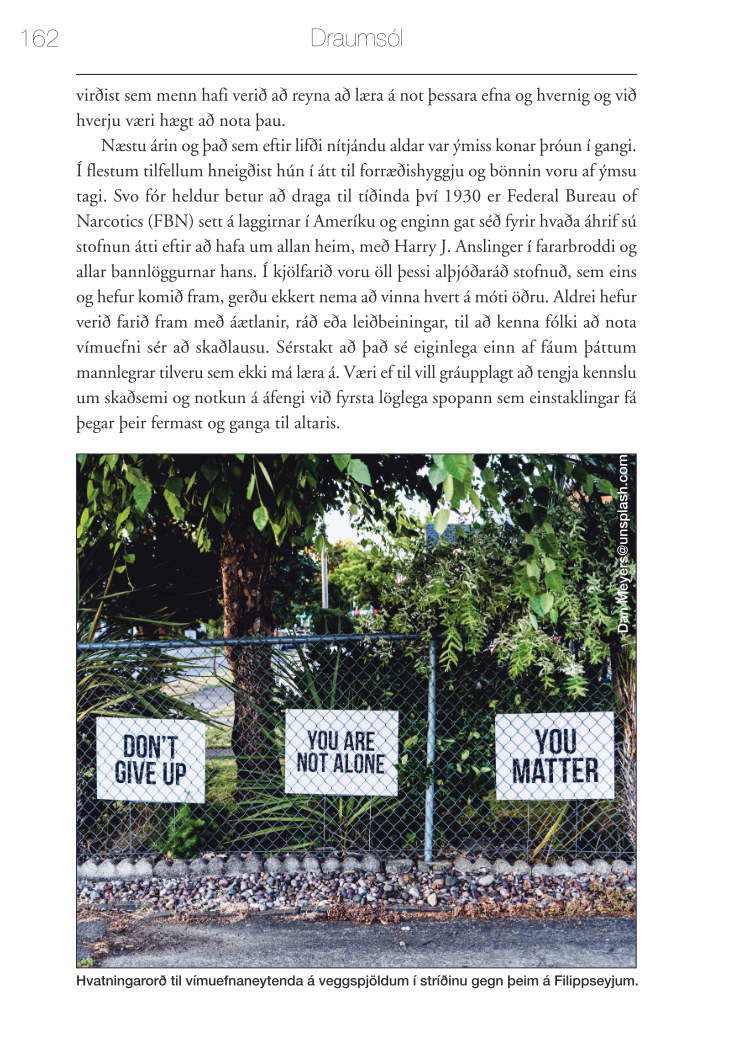 162
Draumsól
virðist sem menn hafi verið að reyna að læra á not þessara efna og hvernig og við
hverju væri hægt að nota þau.
Næstu árin og það sem eftir lifði nítjándu aldar var ýmiss konar þróun í gangi.
Í flestum tilfellum hneigðist hún í átt til forræðishyggju og bönnin voru af ýmsu
tagi. Svo fór heldur betur að draga til tíðinda því 1930 er Federal Bureau of
Narcotics (FBN) sett á laggirnar í Ameríku og enginn gat séð fyrir hvaða áhrif sú
stofnun átti eftir að hafa um allan heim, með Harry J. Anslinger í fararbroddi og
allar bannlöggurnar hans. Í kjölfarið voru öll þessi alþjóðaráð stofnuð, sem eins
og hefur komið fram, gerðu ekkert nema að vinna hvert á móti öðru. Aldrei hefur
verið farið fram með áætlanir, ráð eða leiðbeiningar, til að kenna fólki að nota
vímuefni sér að skaðlausu. Sérstakt að það sé eiginlega einn af fáum þáttum
mannlegrar tilveru sem ekki má læra á. Væri ef til vill gráupplagt að tengja kennslu
um skaðsemi og notkun á áfengi við fyrsta löglega spopann sem einstaklingar fá
þegar þeir fermast og ganga til altaris.
Dan Meyers@unsplash.com
DON'T
GIVE UP
YOU ARE
NOT ALONE
YOU
MATTER
Hvatningarorð til vímuefnaneytenda á veggspjöldum í stríðinu gegn þeim á Filippseyjum.